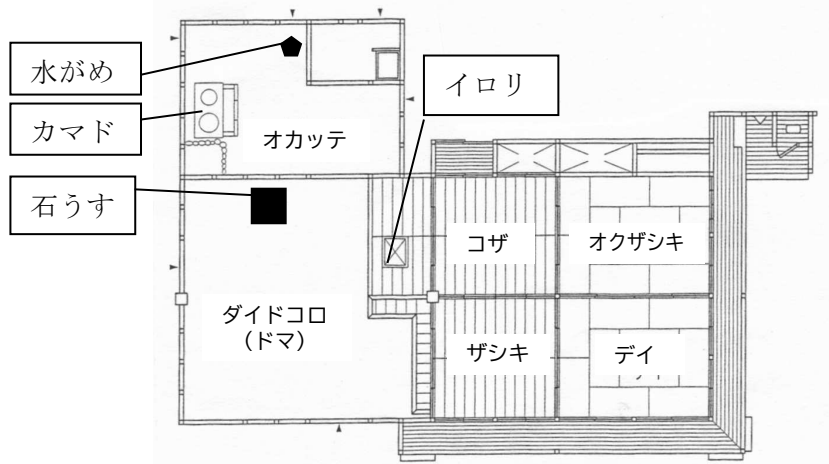 水がめ
カマド
石うす
イロリ
オカッテ
コザ
オクザシキ
ダイドコロ
（ドマ）
ザシキ
デイ